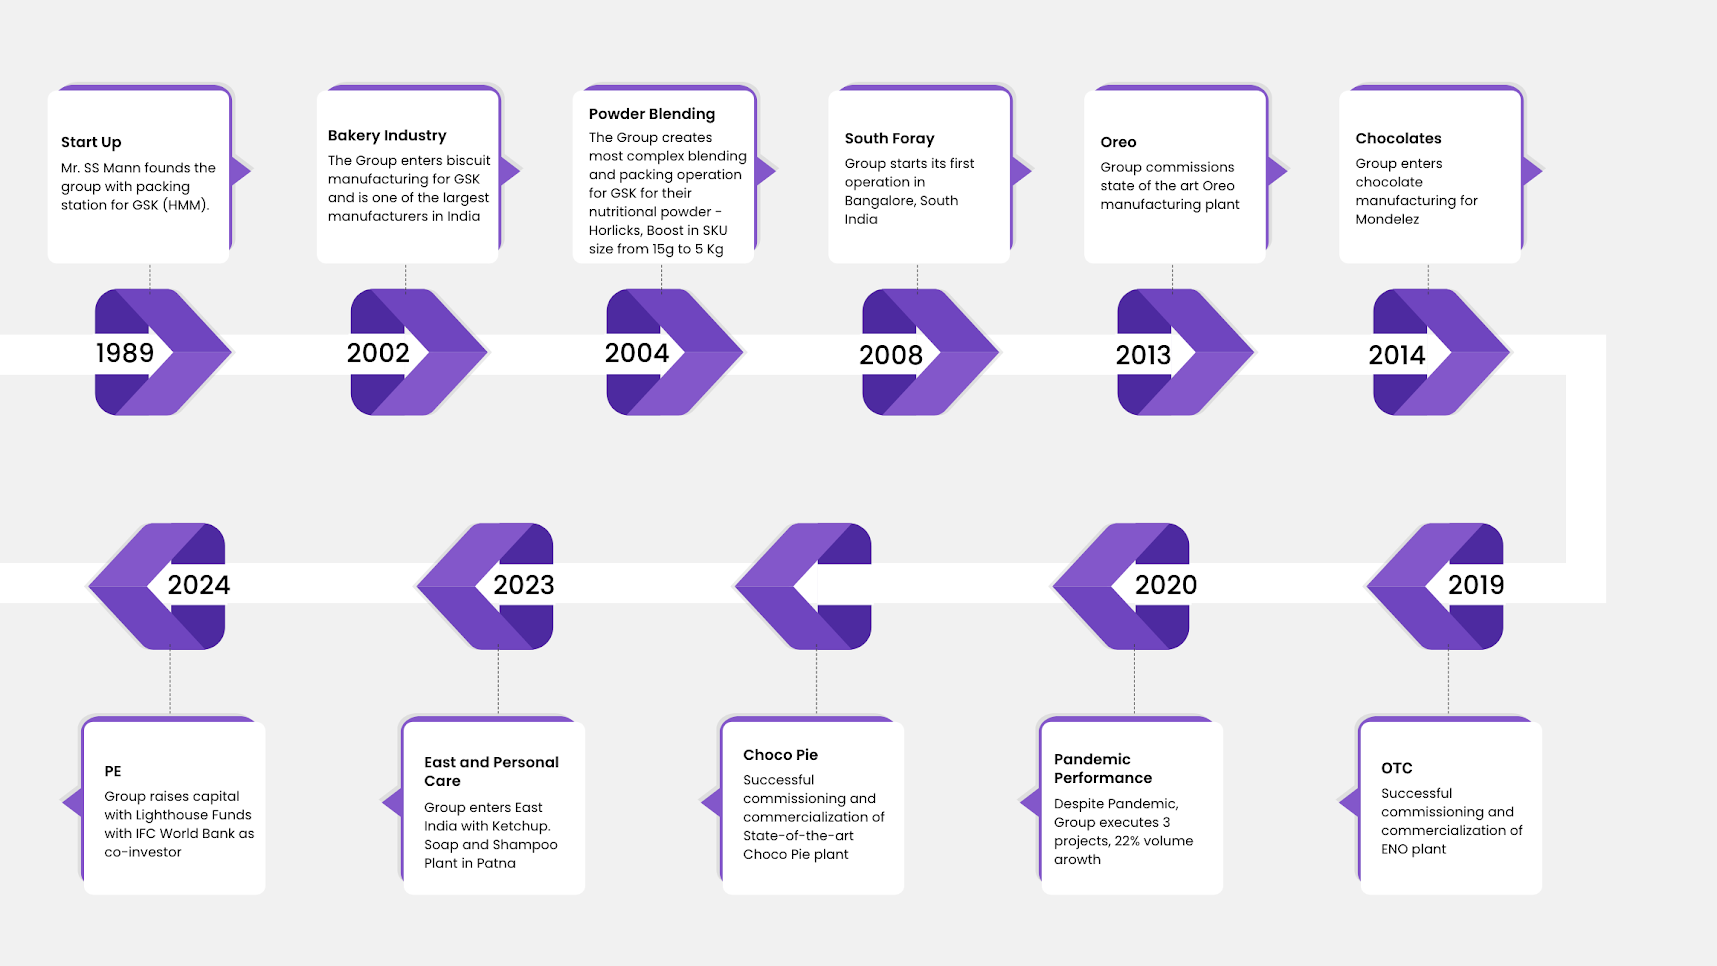 Start Up
Mr. SS Mann founds the
group with packing
station for GSK (HMM).
Bakery Industry
The Group enters biscuit
manufacturing for GSK
and is one of the largest
manufacturers in India
Powder Blending
The Group creates
most complex blending
and packing operation
for GSK for their
nutritional powder -
Horlicks, Boost in SKU
size from 15g to 5 Kg
South Foray
Group starts its first
operation in
Bangalore, South
India
Oreo
Group commissions
state of the art Oreo
manufacturing plant
Chocolates
Group enters
chocolate
manufacturing for
Mondelez
1989
2002
2004
2008
2013
2014
2024
2023
2020
2019
PE
Group raises capital
with Lighthouse Funds
with IFC World Bank as
co-investor
East and Personal
Care
Group enters East
India with Ketchup.
Soap and Shampoo
Plant in Patna
Choco Pie
Successful
commissioning and
commercialization of
State-of-the-art
Choco Pie plant
Pandemic
Performance
Despite Pandemic,
Group executes 3
projects, 22% volume
growth
OTC
Successful
commissioning and
commercialization of
ENO plant